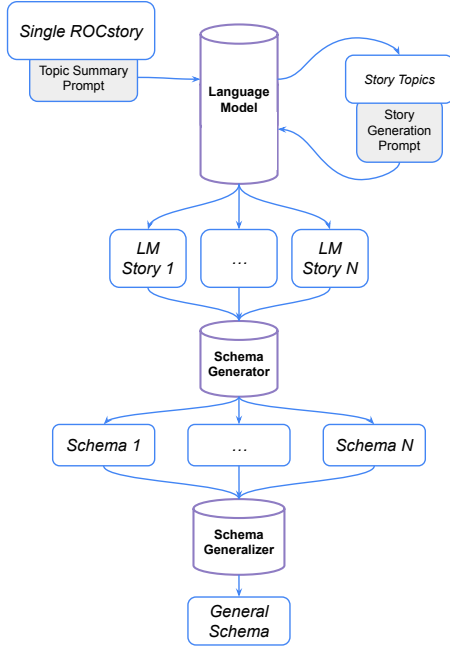 Single ROCstory
Topic Summary
Prompt
Language
Model
Story Topics
Story
Generation
Prompt
LM
Story 1
...
LM
Story N
Schema
Generator
Schema 1
...
Schema N
Schema
Generalizer
General
Schema